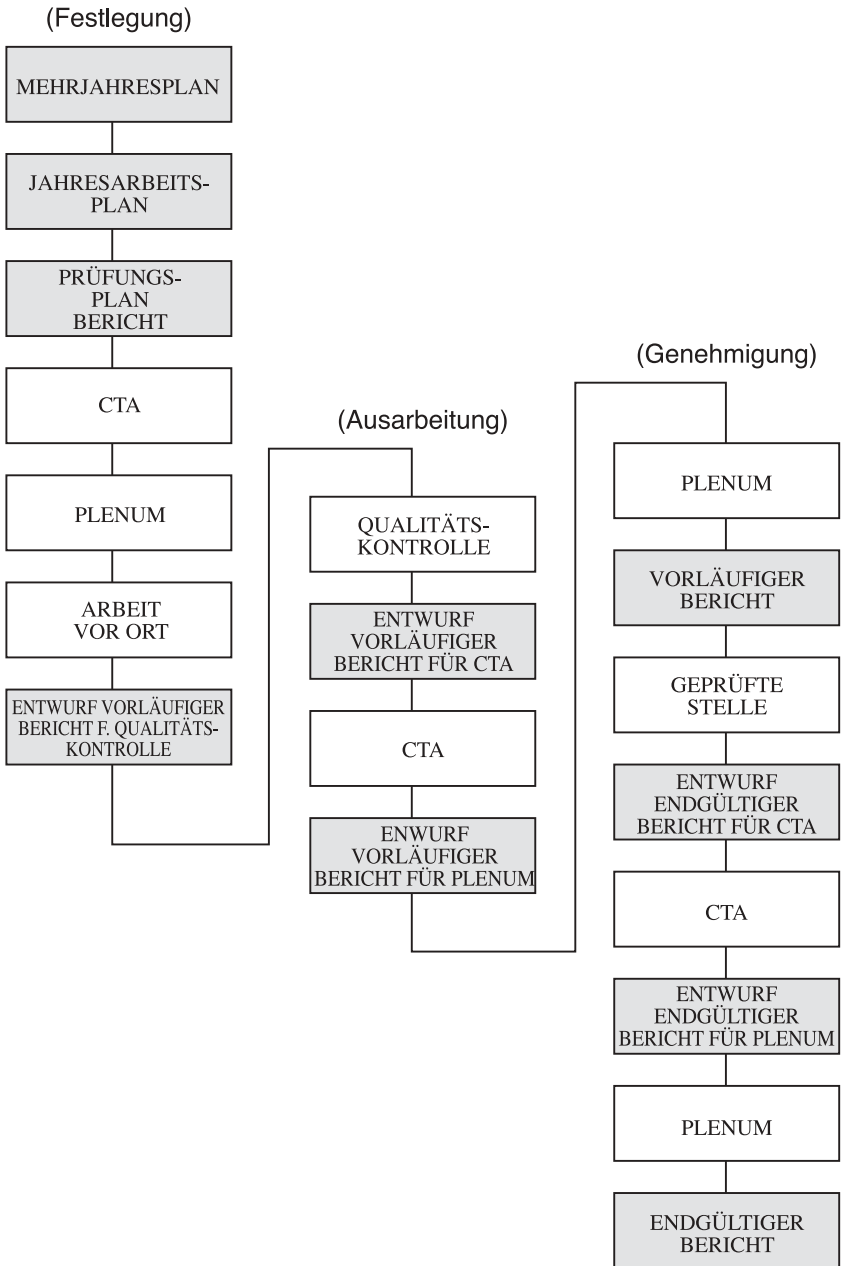 (Festlegung)
MEHRJAHRESPLAN
JAHRESARBEITS-
PLAN
PRÜFUNGS-
PLAN
BERICHT
CTA
PLENUM
ARBEIT
VOR ORT
ENTWURF VORLÄUFIGER
BERICHT F. QUALITÄTS-
KONTROLLE
(Ausarbeitung)
QUALITÄTS-
KONTROLLE
ENTWURF
VORLÄUFIGER
BERICHT FÜR CTA
CTA
ENWURF
VORLÄUFIGER
BERICHT FÜR PLENUM
(Genehmigung)
PLENUM
VORLÄUFIGER
BERICHT
GEPRÜFTE
STELLE
ENTWURF
ENDGÜLTIGER
BERICHT FÜR CTA
CTA
ENTWURF
ENDGÜLTIGER
BERICHT FÜR PLENUM
PLENUM
ENDGÜLTIGER
BERICHT